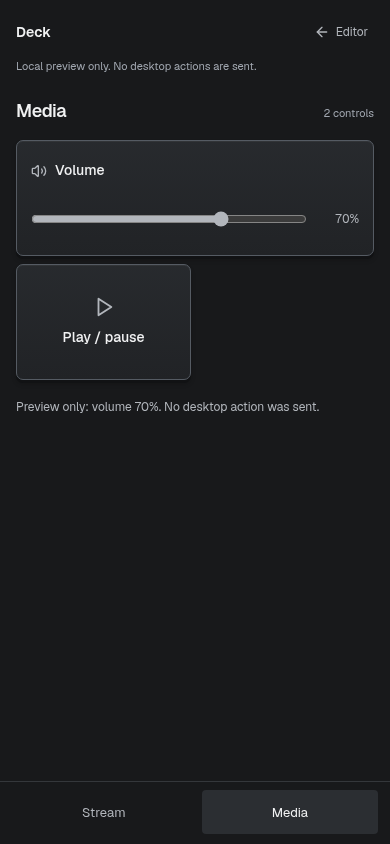 Deck
Editor
Local preview only. No desktop actions are sent.
Media
2 controls
Volume
70%
Play / pause
Preview only: volume 70%. No desktop action was sent.
Stream
Media